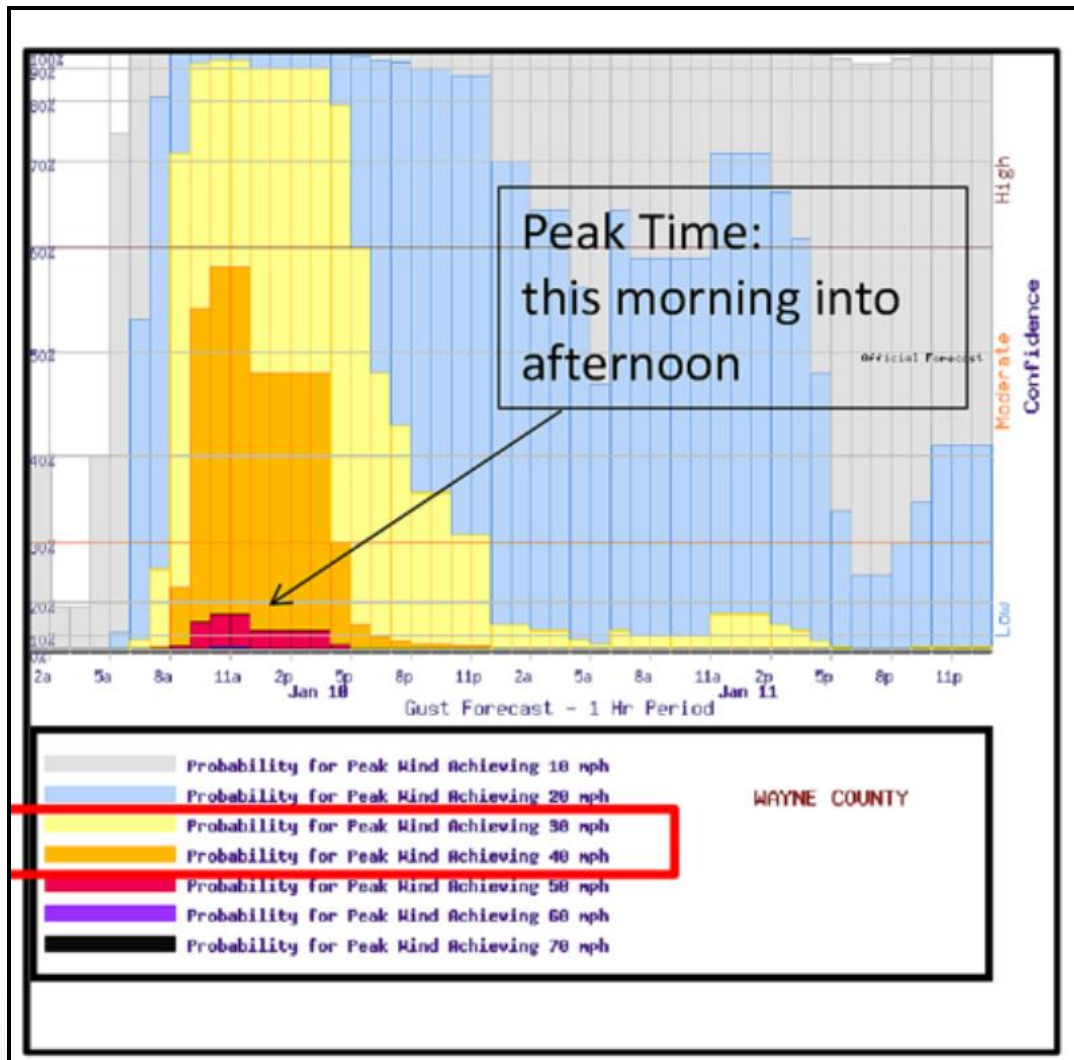 100%
90%
80%
70%
60%
50%
40%
30%
20%
10%
0%
Peak Time:
this morning into
afternoon
Official Forecast
High
Moderate
Low
Confidence
2a 5a 8a 11a 2p 5p 8p 11p 2a 5a 8a 11a 2p 5p 8p 11p
Jan 10 Jan 11
Gust Forecast - 1 Hr Period
Probability for Peak Wind Achieving 10 mph
Probability for Peak Wind Achieving 20 mph
WAYNE COUNTY
Probability for Peak Wind Achieving 30 mph
Probability for Peak Wind Achieving 40 mph
Probability for Peak Wind Achieving 50 mph
Probability for Peak Wind Achieving 60 mph
Probability for Peak Wind Achieving 70 mph